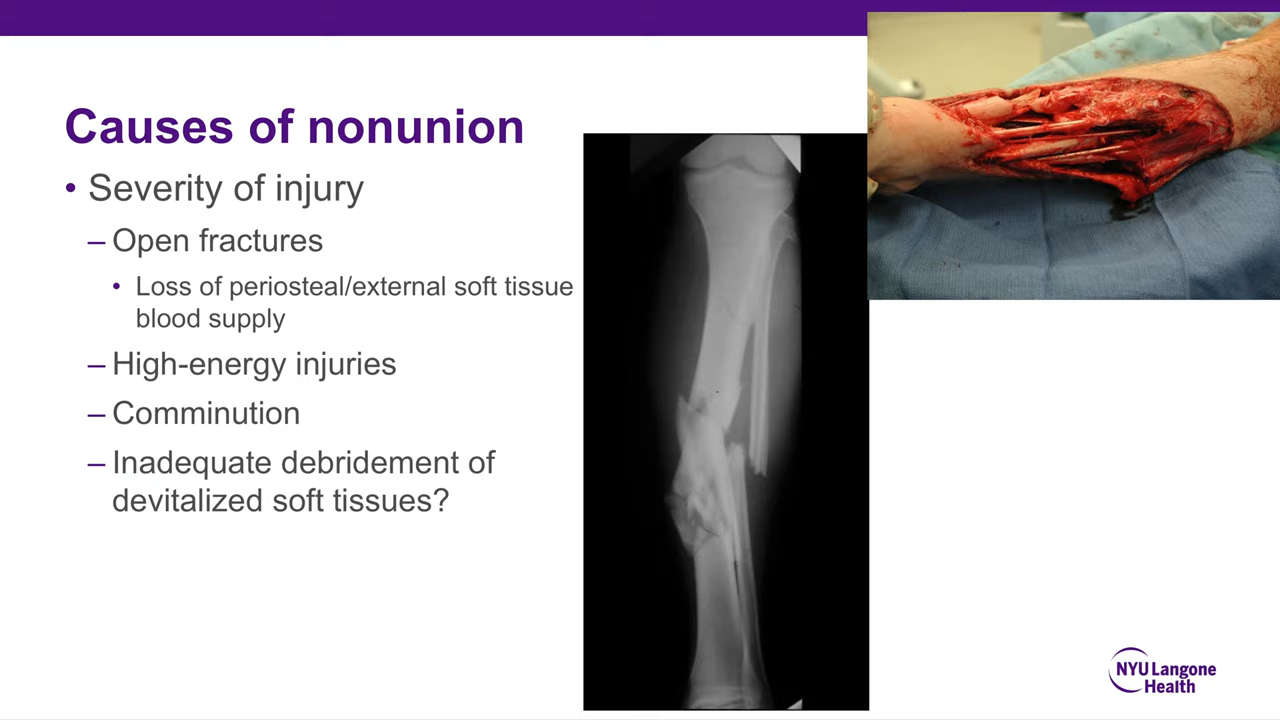 Causes of nonunion
• Severity of injury
– Open fractures
• Loss of periosteal/external soft tissue
blood supply
– High-energy injuries
– Comminution
– Inadequate debridement of
devitalized soft tissues?
NYU Langone
Health